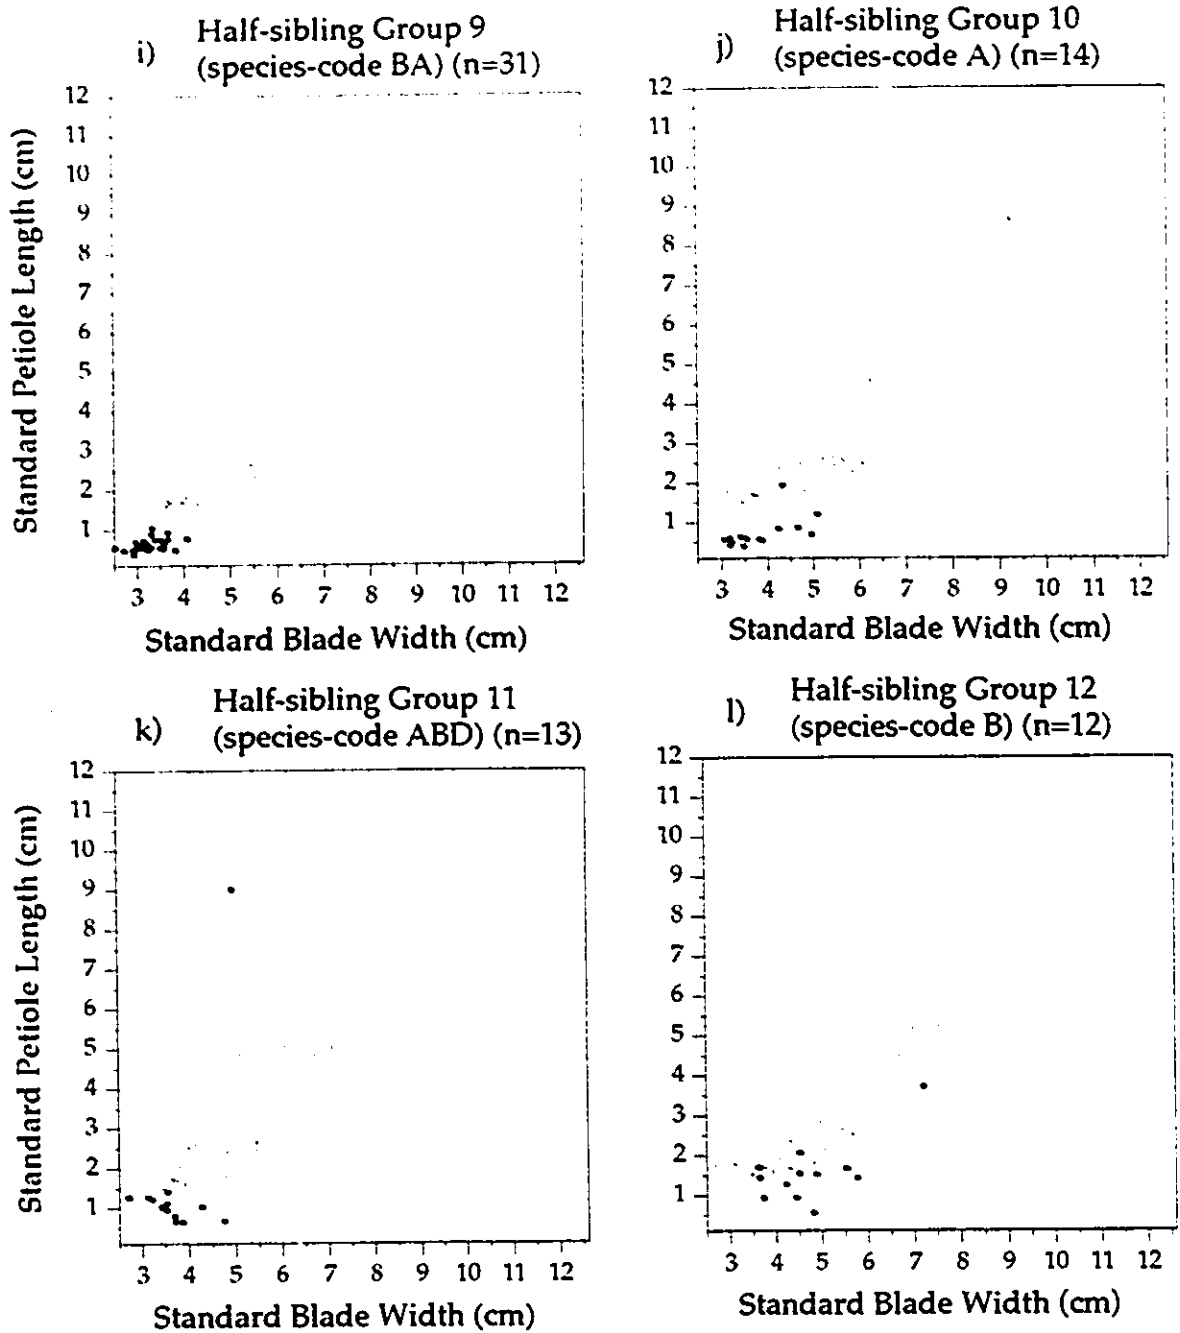 i) Half-sibling Group 9
(species-code BA) (n=31)
12
11
10
9
8
7
6
5
4
3
2
1
3 4 5 6 7 8 9 10 11 12
Standard Petiole Length (cm)
Standard Blade Width (cm)
j) Half-sibling Group 10
(species-code A) (n=14)
12
11
10
9
8
7
6
5
4
3
2
1
3 4 5 6 7 8 9 10 11 12
Standard Blade Width (cm)
k) Half-sibling Group 11
(species-code ABD) (n=13)
12
11
10
9
8
7
6
5
4
3
2
1
3 4 5 6 7 8 9 10 11 12
Standard Petiole Length (cm)
Standard Blade Width (cm)
l) Half-sibling Group 12
(species-code B) (n=12)
12
11
10
9
8
7
6
5
4
3
2
1
3 4 5 6 7 8 9 10 11 12
Standard Blade Width (cm)